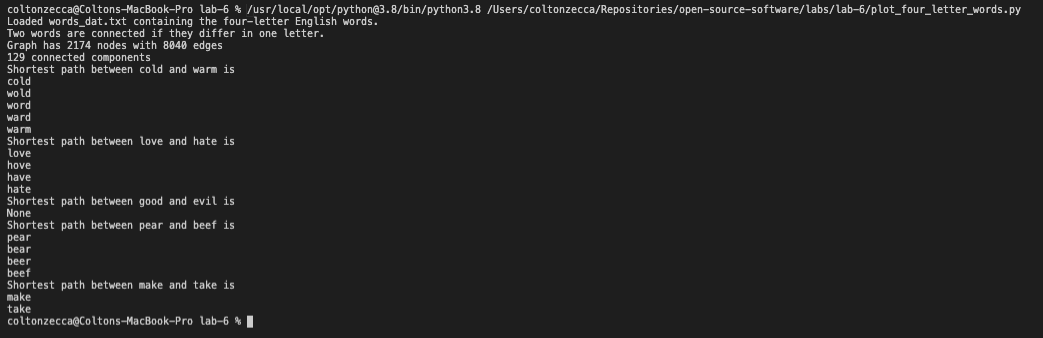 coltonzecca@Coltons-MacBook-Pro lab-6 % /usr/local/opt/python@3.8/bin/python3.8 /Users/coltonzecca/Repositories/open-source-software/labs/lab-6/plot_four_letter_words.py
Loaded words_dat.txt containing the four-letter English words.
Two words are connected if they differ in one letter.
Graph has 2174 nodes with 8040 edges
129 connected components
Shortest path between cold and warm is
cold
wold
word
ward
warm
Shortest path between love and hate is
love
hove
have
hate
Shortest path between good and evil is
None
Shortest path between pear and beef is
pear
bear
beer
beef
Shortest path between make and take is
make
take
coltonzecca@Coltons-MacBook-Pro lab-6 %